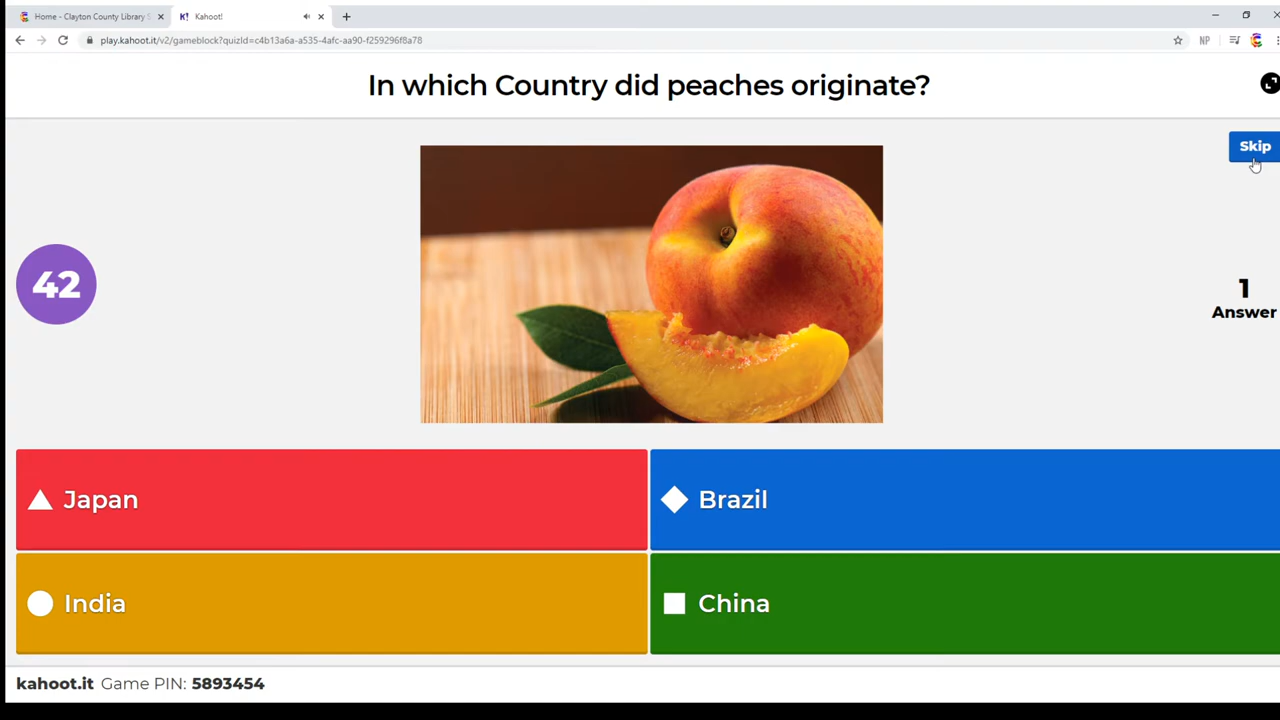 Home - Clayton County Library S
Kahoot!
play.kahoot.it/v2/gameblock?quizId=c4b13a6a-a535-4afc-aa90-f259296f8a78
NP
In which Country did peaches originate?
Skip
42
1
Answer
Japan
Brazil
India
China
kahoot.it Game PIN: 5893454